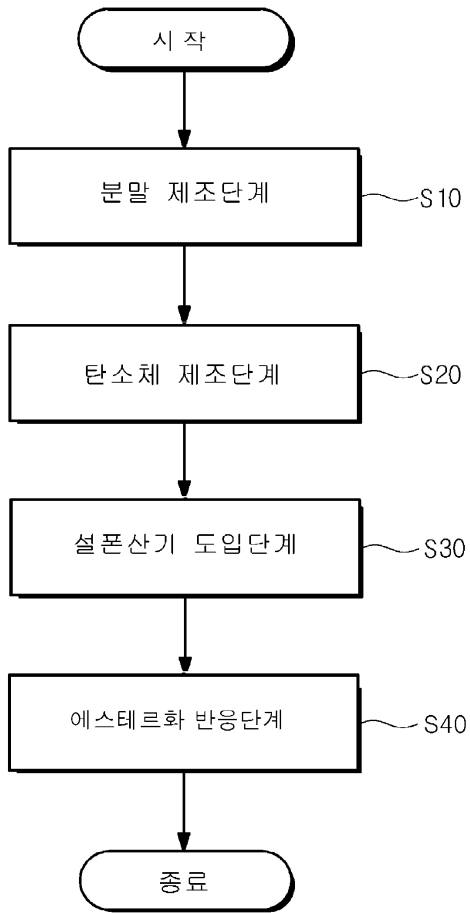 시작
분말 제조단계
S10
탄소체 제조단계
S20
설폰산기 도입단계
S30
에스테르화 반응단계
S40
종료